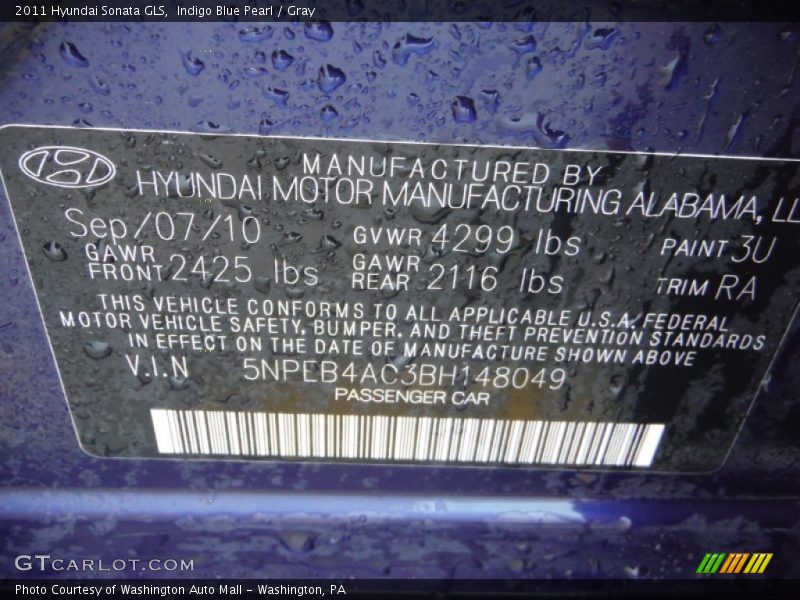 2011 Hyundai Sonata GLS, Indigo Blue Pearl / Gray
MANUFACTURED BY
HYUNDAI MOTOR MANUFACTURING ALABAMA, LL
Sep/07/10 GVWR 4299 lbs PAINT 3U
GAWR FRONT 2425 lbs GAWR REAR 2116 lbs TRIM RA
THIS VEHICLE CONFORMS TO ALL APPLICABLE U.S.A. FEDERAL
MOTOR VEHICLE SAFETY, BUMPER, AND THEFT PREVENTION STANDARDS
IN EFFECT ON THE DATE OF MANUFACTURE SHOWN ABOVE
V.I.N 5NPEB4AC3BH148049
PASSENGER CAR
GTCARLOT.COM
Photo Courtesy of Washington Auto Mall - Washington, PA